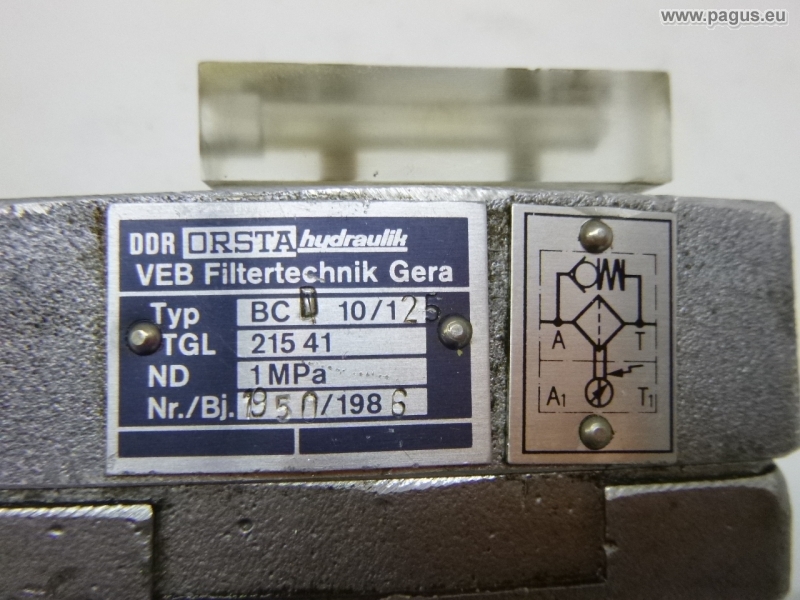 www.pagus.eu
DDR ORSTA hydraulik
VEB Filtertechnik Gera
Typ BC D 10/125
TGL 215 41
ND 1 MPa
Nr./Bj. 1950/1986
A T
A1 T1